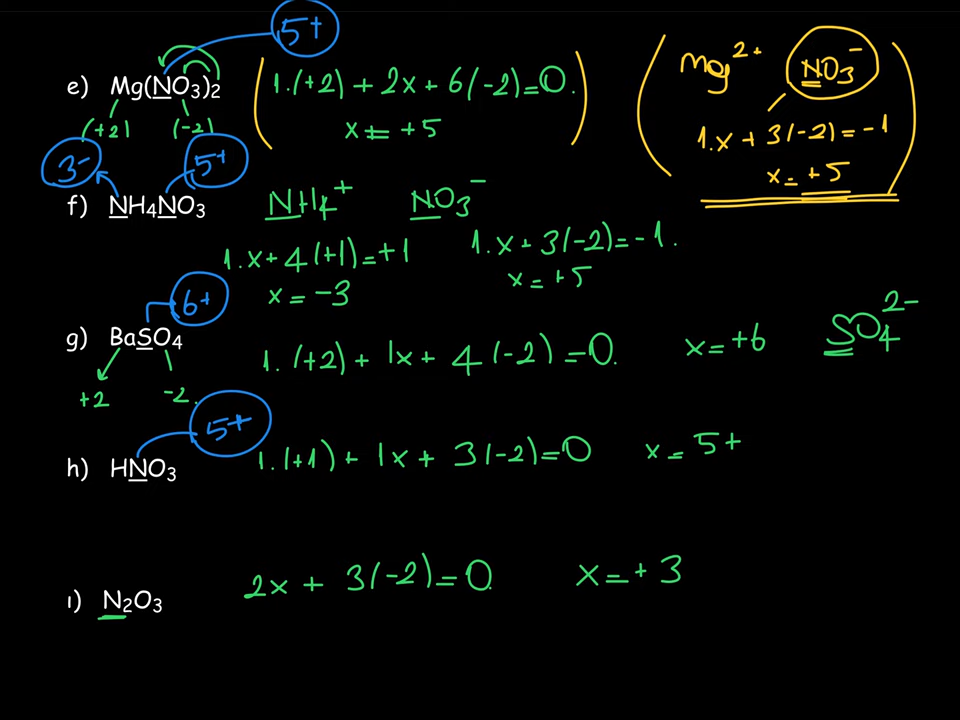 5+
e) Mg(NO3)2 (1.(+2) + 2x + 6(-2) = 0. (Mg2+ NO3-
(+2) (-2) x = +5) 1.x + 3(-2) = -1
3- 5+ x = +5)
f) NH4NO3 NH4+ NO3-
1.x + 4(+1) = +1 1.x + 3(-2) = -1.
x = -3 x = +5
6+
g) BaSO4 1.(+2) + 1x + 4(-2) = 0. x = +6 SO42-
+2 -2.
5+
h) HNO3 1.(+1) + 1x + 3(-2) = 0 x = 5+
ı) N2O3 2x + 3(-2) = 0. x = +3